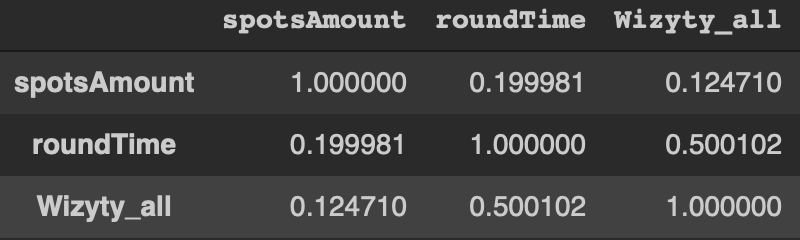 spotsAmount roundTime Wizyty_all
spotsAmount 1.000000 0.199981 0.124710
roundTime 0.199981 1.000000 0.500102
Wizyty_all 0.124710 0.500102 1.000000